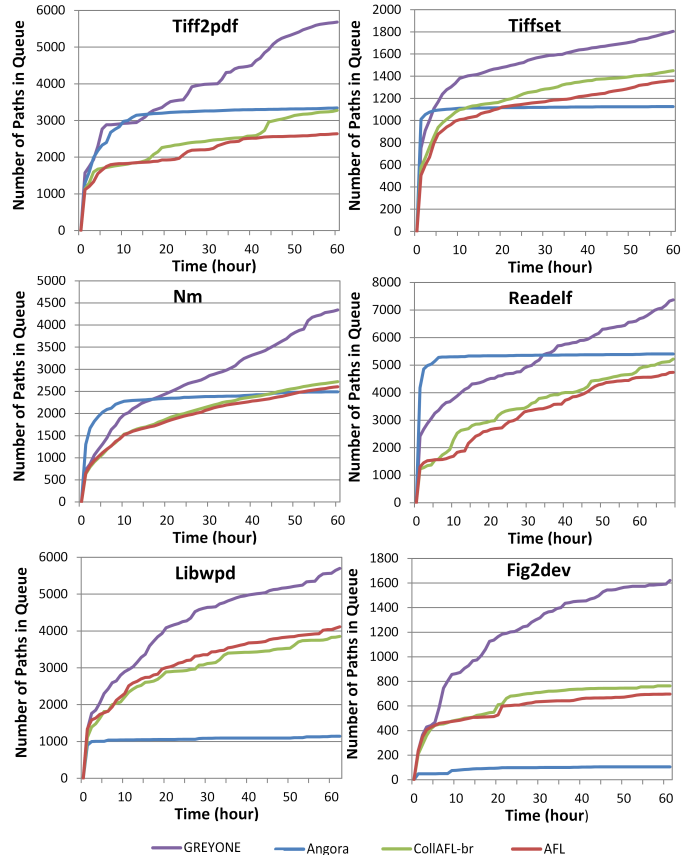 Tiff2pdf
Number of Paths in Queue
6000
5000
4000
3000
2000
1000
0
0 10 20 30 40 50 60
Time (hour)
Tiffset
Number of Paths in Queue
2000
1800
1600
1400
1200
1000
800
600
400
200
0
0 10 20 30 40 50 60
Time (hour)
Nm
Number of Paths in Queue
5000
4500
4000
3500
3000
2500
2000
1500
1000
500
0
0 10 20 30 40 50 60
Time (hour)
Readelf
Number of Paths in Queue
8000
7000
6000
5000
4000
3000
2000
1000
0
0 10 20 30 40 50 60
Time (hour)
Libwpd
Number of Paths in Queue
6000
5000
4000
3000
2000
1000
0
0 10 20 30 40 50 60
Time (hour)
Fig2dev
Number of Paths in Queue
1800
1600
1400
1200
1000
800
600
400
200
0
0 10 20 30 40 50 60
Time (hour)
GREYONE Angora CollAFL-br AFL